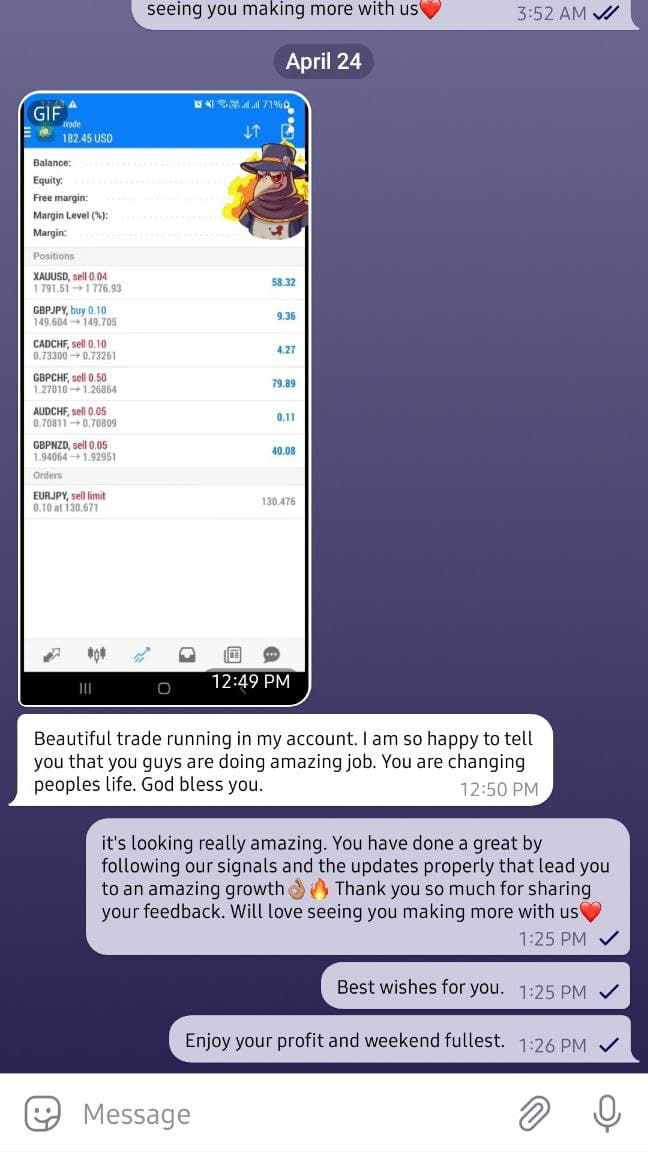 seeing you making more with us❤️
3:52 AM
April 24
GIF
71%
Trade
182.45 USD
Balance:
Equity:
Free margin:
Margin Level (%):
Margin:
Positions
XAUUSD, sell 0.04
1 791.51 → 1 776.93
58.32
GBPJPY, buy 0.10
149.604 → 149.705
9.36
CADCHF, sell 0.10
0.73300 → 0.73261
4.27
GBPCHF, sell 0.50
1.27010 → 1.26864
79.89
AUDCHF, sell 0.05
0.70811 → 0.70809
0.11
GBPNZD, sell 0.05
1.94064 → 1.92951
40.08
Orders
EURJPY, sell limit
0.10 at 130.671
130.476
12:49 PM
Beautiful trade running in my account. I am so happy to tell
you that you guys are doing amazing job. You are changing
peoples life. God bless you.
12:50 PM
it's looking really amazing. You have done a great by
following our signals and the updates properly that lead you
to an amazing growth👌🏽🔥 Thank you so much for sharing
your feedback. Will love seeing you making more with us❤️
1:25 PM
Best wishes for you.
1:25 PM
Enjoy your profit and weekend fullest.
1:26 PM
Message